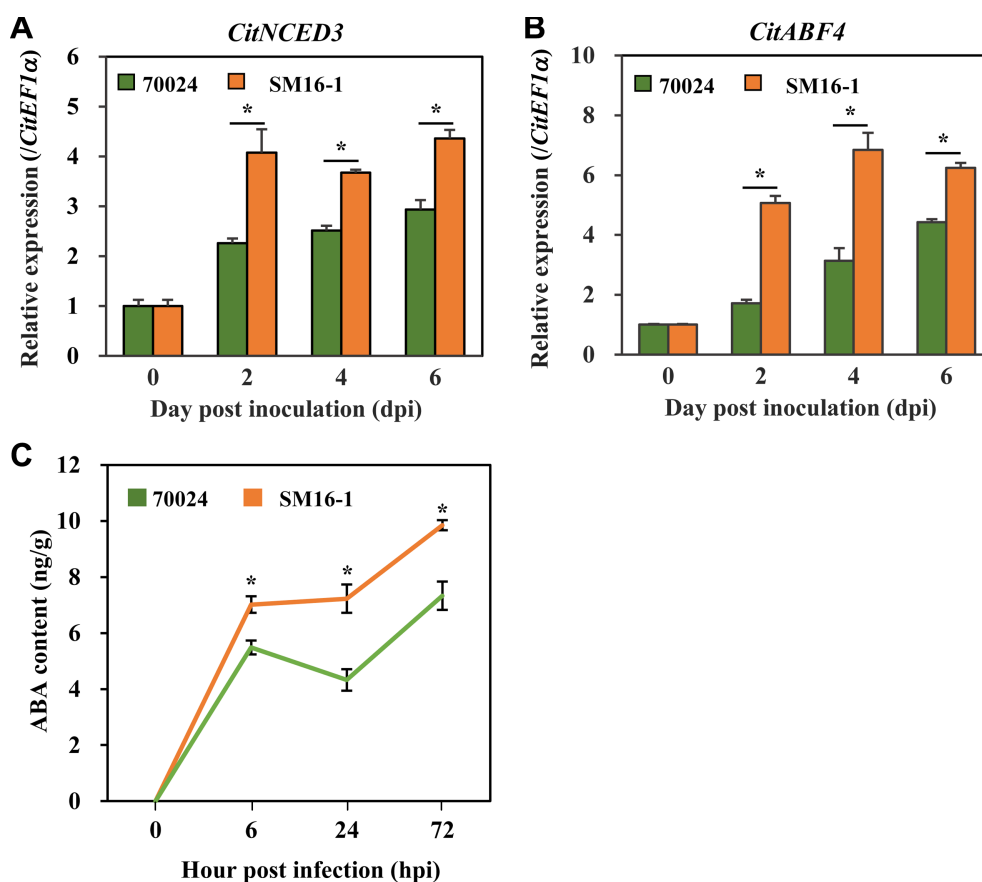 A
CitNCED3
Relative expression (/CitEF1α)
6
5
4
3
2
1
0
70024
SM16-1
*
*
*
0 2 4 6
Day post inoculation (dpi)
B
CitABF4
Relative expression (/CitEF1α)
10
8
6
4
2
0
70024
SM16-1
*
*
*
0 2 4 6
Day post inoculation (dpi)
C
ABA content (ng/g)
12
10
8
6
4
2
0
70024
SM16-1
*
*
*
0 6 24 72
Hour post infection (hpi)